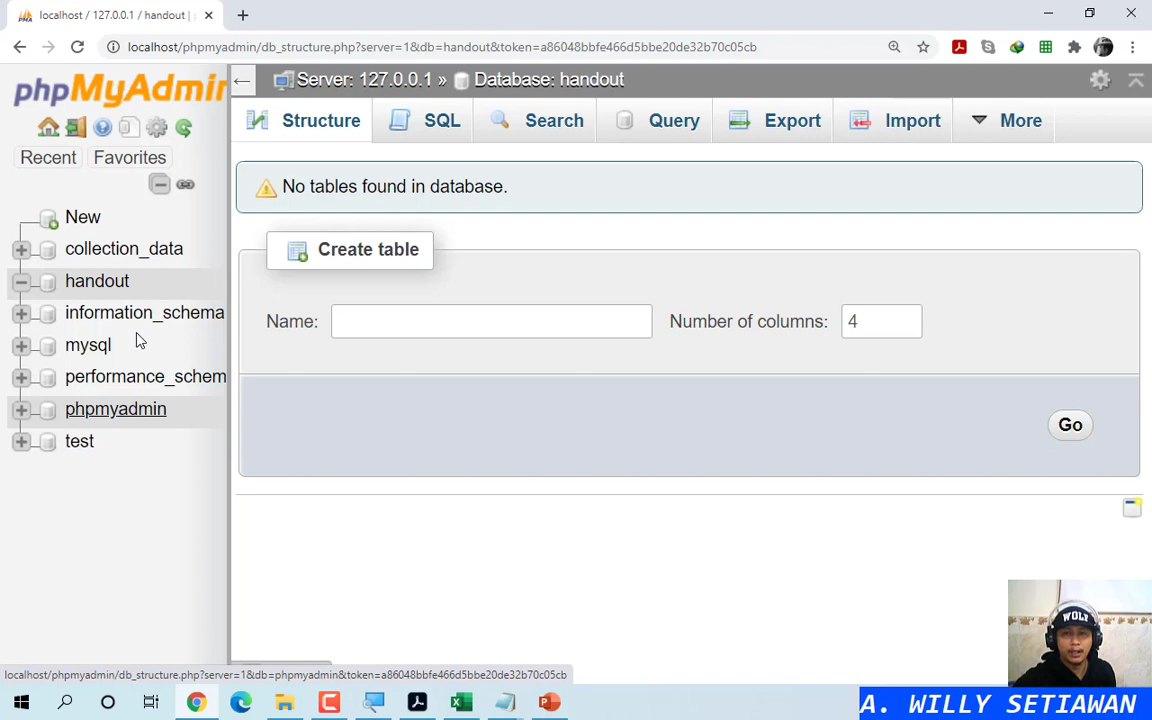 localhost / 127.0.0.1 / handout |
localhost/phpmyadmin/db_structure.php?server=1&db=handout&token=a86048bbfe466d5bbe20de32b70c05cb
phpMyAdmin
Recent
Favorites
New
collection_data
handout
information_schema
mysql
performance_schem
phpmyadmin
test
Server: 127.0.0.1 »
Database: handout
Structure
SQL
Search
Query
Export
Import
More
No tables found in database.
Create table
Name:
Number of columns:
4
Go
localhost/phpmyadmin/db_structure.php?server=1&db=phpmyadmin&token=a86048bbfe466d5bbe20de32b70c05cb
WOLV
A. WILLY SETIAWAN